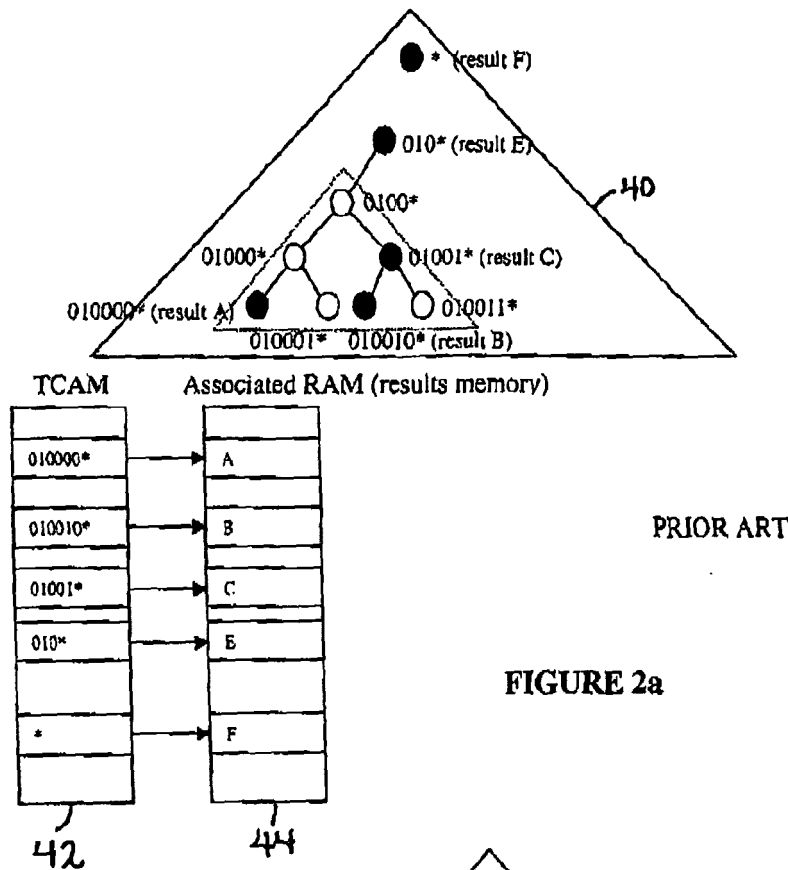 * (result F)
010* (result E)
40
0100*
01000*
01001* (result C)
010000* (result A)
010011*
010001*
010010* (result B)
TCAM
Associated RAM (results memory)
010000*
A
010010*
B
PRIOR ART
01001*
C
010*
E
FIGURE 2a
*
F
42
44